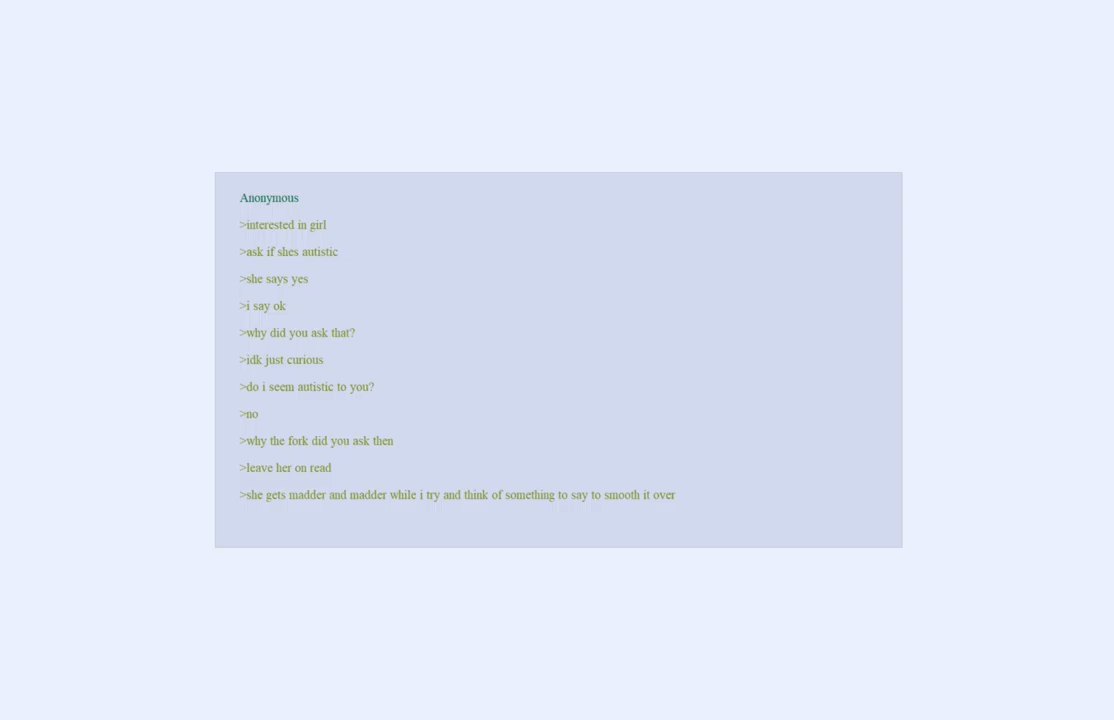 Anonymous
>interested in girl
>ask if shes autistic
>she says yes
>i say ok
>why did you ask that?
>idk just curious
>do i seem autistic to you?
>no
>why the fork did you ask then
>leave her on read
>she gets madder and madder while i try and think of something to say to smooth it over